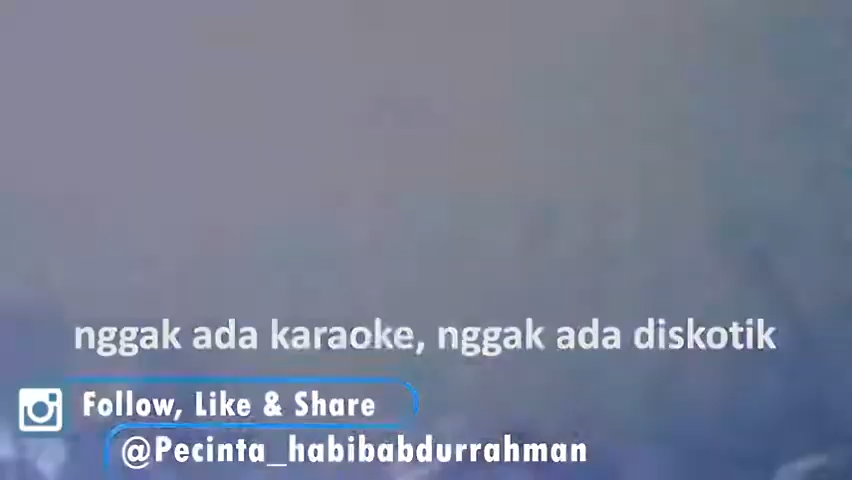 nggak ada karaoke, nggak ada diskotik
Follow, Like & Share
@Pecinta_habibabdurrahman